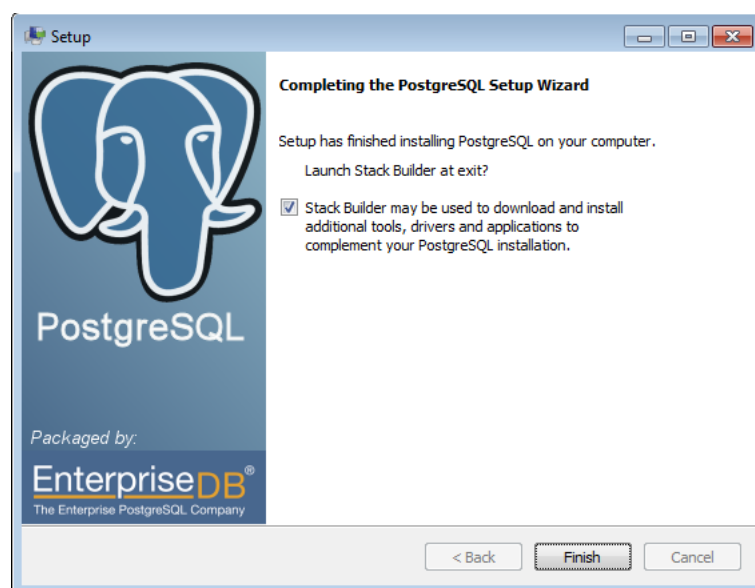 Setup
Completing the PostgreSQL Setup Wizard
Setup has finished installing PostgreSQL on your computer.
Launch Stack Builder at exit?
Stack Builder may be used to download and install
additional tools, drivers and applications to
complement your PostgreSQL installation.
PostgreSQL
Packaged by:
EnterpriseDB®
The Enterprise PostgreSQL Company
< Back
Finish
Cancel